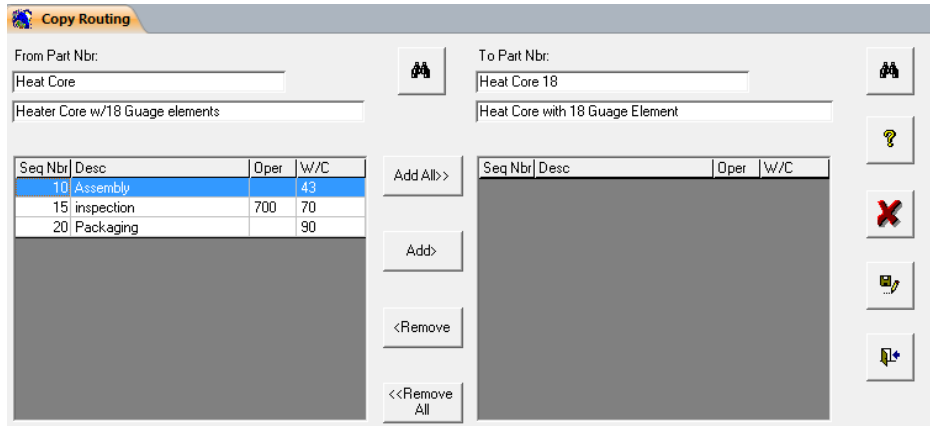 Copy Routing
From Part Nbr:
To Part Nbr:
Heat Core
Heat Core 18
Heater Core w/18 Guage elements
Heat Core with 18 Guage Element
Seq Nbr Desc Oper W/C
10 Assembly 43
15 inspection 700 70
20 Packaging 90
Add All>>
Add>
<Remove
<<Remove
All
Seq Nbr Desc Oper W/C